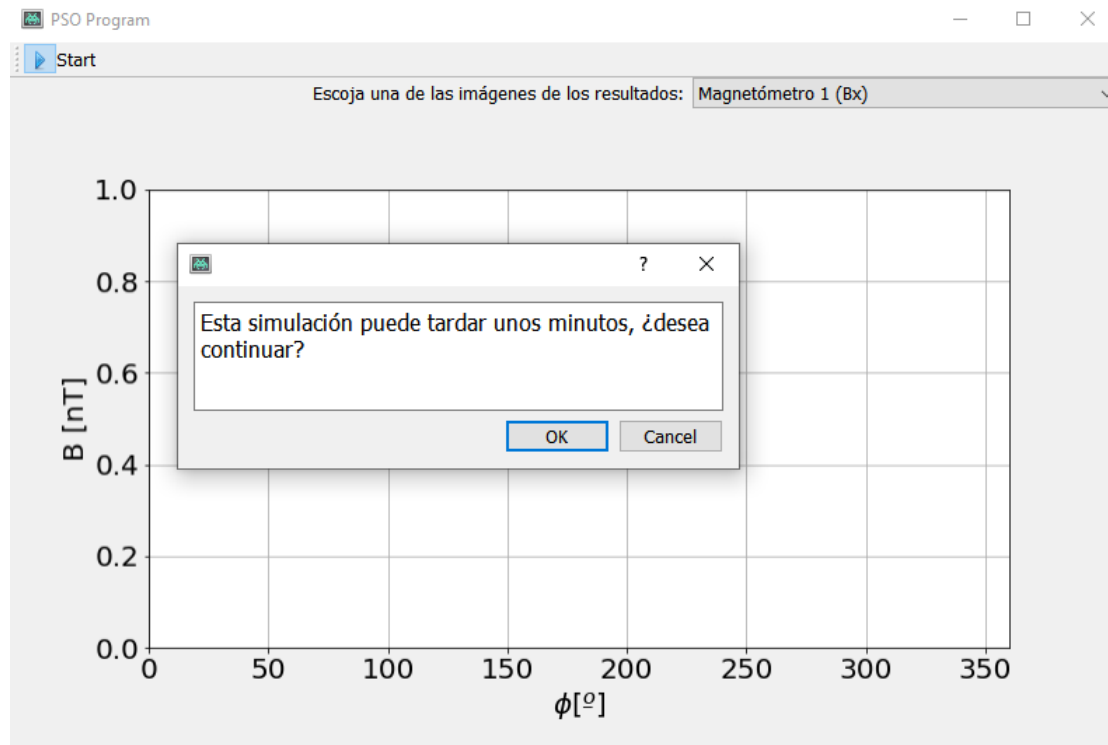 PSO Program
Start
Escoja una de las imágenes de los resultados: Magnetómetro 1 (Bx)
?
Esta simulación puede tardar unos minutos, ¿desea
continuar?
OK Cancel
B [nT]
1.0
0.8
0.6
0.4
0.2
0.0
0 50 100 150 200 250 300 350
ϕ[º]